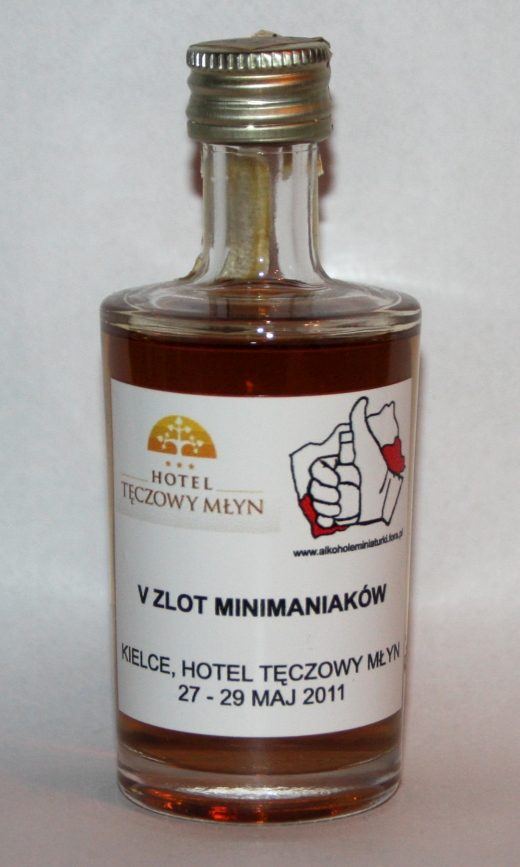 HOTEL
TĘCZOWY MŁYN
www.alkoholeminiaturki.fora.pl
V ZLOT MINIMANIAKÓW
KIELCE, HOTEL TĘCZOWY MŁYN
27 - 29 MAJ 2011